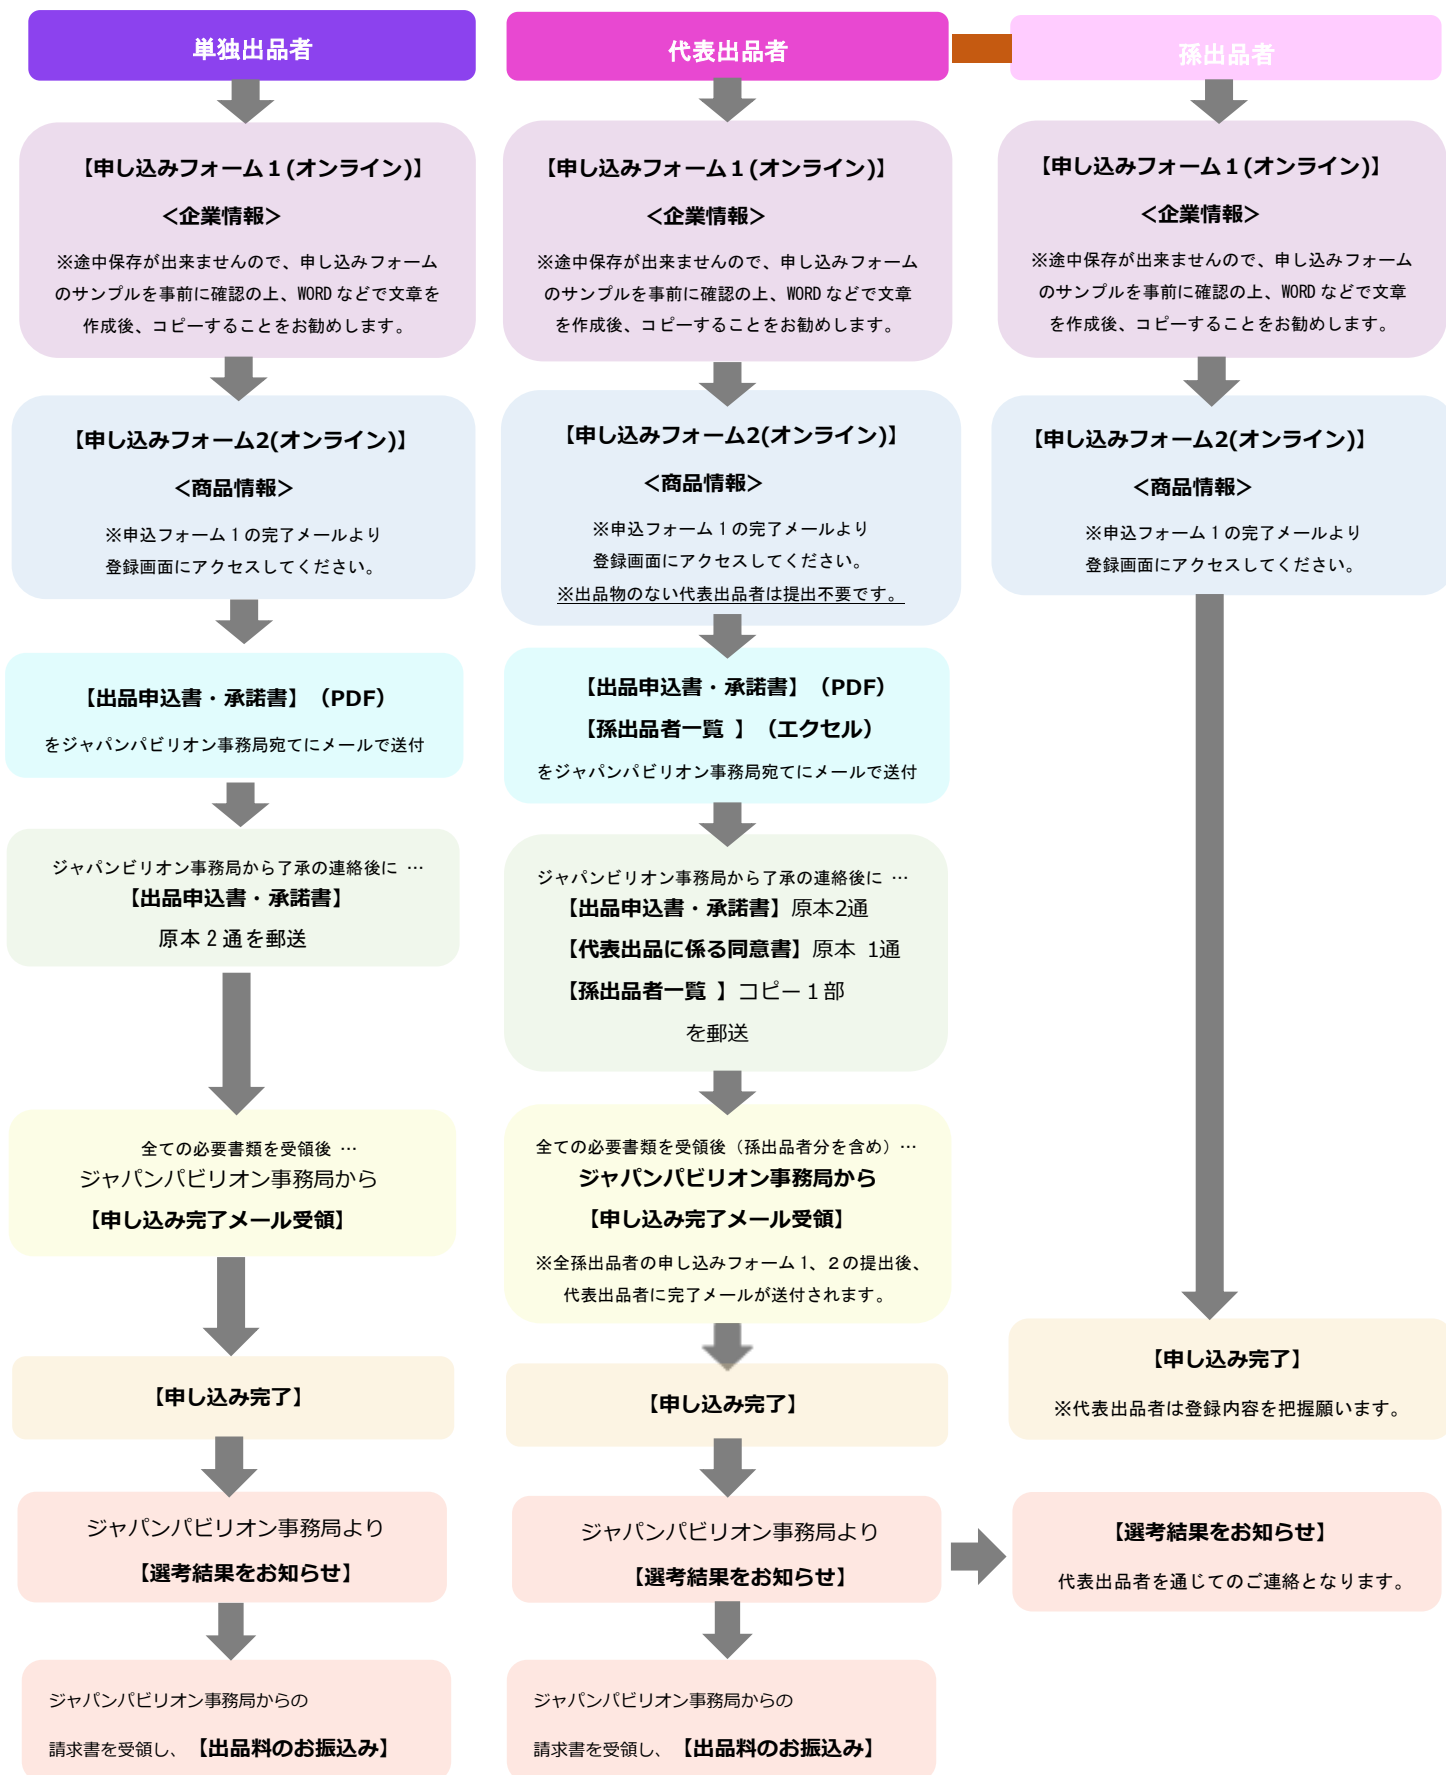 単独出品者
【申し込みフォーム１(オンライン)】
＜企業情報＞
※途中保存が出来ませんので、申し込みフォーム
のサンプルを事前に確認の上、WORDなどで文章を
作成後、コピーすることをお勧めします。
【申し込みフォーム2(オンライン)】
＜商品情報＞
※申込フォーム１の完了メールより
登録画面にアクセスしてください。
【出品申込書・承諾書】（PDF）
をジャパンパビリオン事務局宛てにメールで送付
ジャパンビリオン事務局から了承の連絡後に …
【出品申込書・承諾書】
原本２通を郵送
全ての必要書類を受領後 …
ジャパンパビリオン事務局から
【申し込み完了メール受領】
【申し込み完了】
ジャパンパビリオン事務局より
【選考結果をお知らせ】
ジャパンパビリオン事務局からの
請求書を受領し、【出品料のお振込み】
代表出品者
【申し込みフォーム１(オンライン)】
＜企業情報＞
※途中保存が出来ませんので、申し込みフォーム
のサンプルを事前に確認の上、WORDなどで文章
を作成後、コピーすることをお勧めします。
【申し込みフォーム2(オンライン)】
＜商品情報＞
※申込フォーム１の完了メールより
登録画面にアクセスしてください。
※出品物のない代表出品者は提出不要です。
【出品申込書・承諾書】（PDF）
【孫出品者一覧 】（エクセル）
をジャパンパビリオン事務局宛てにメールで送付
ジャパンビリオン事務局から了承の連絡後に …
【出品申込書・承諾書】原本2通
【代表出品に係る同意書】原本 1通
【孫出品者一覧 】コピー１部
を郵送
全ての必要書類を受領後（孫出品者分を含め）…
ジャパンパビリオン事務局から
【申し込み完了メール受領】
※全孫出品者の申し込みフォーム1、２の提出後、
代表出品者に完了メールが送付されます。
【申し込み完了】
ジャパンパビリオン事務局より
【選考結果をお知らせ】
ジャパンパビリオン事務局からの
請求書を受領し、【出品料のお振込み】
孫出品者
【申し込みフォーム１(オンライン)】
＜企業情報＞
※途中保存が出来ませんので、申し込みフォーム
のサンプルを事前に確認の上、WORDなどで文章
を作成後、コピーすることをお勧めします。
【申し込みフォーム2(オンライン)】
＜商品情報＞
※申込フォーム１の完了メールより
登録画面にアクセスしてください。
【申し込み完了】
※代表出品者は登録内容を把握願います。
【選考結果をお知らせ】
代表出品者を通じてのご連絡となります。